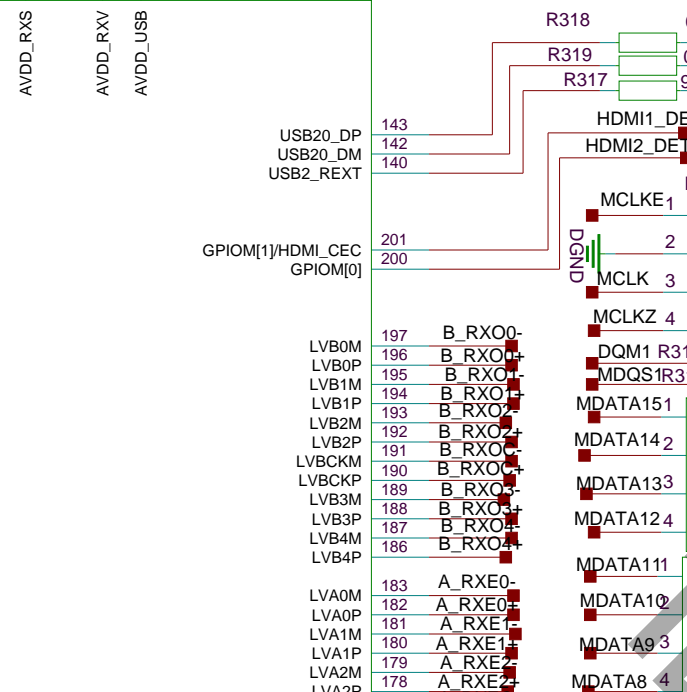 AVDD_RXS
AVDD_RXV
AVDD_USB
R318
R319
R317
USB20_DP 143
USB20_DM 142
USB2_REXT 140
GPIOM[1]/HDMI_CEC 201
GPIOM[0] 200
LVB0M 197 B_RXO0-
LVB0P 196 B_RXO0+
LVB1M 195 B_RXO1-
LVB1P 194 B_RXO1+
LVB2M 193 B_RXO2-
LVB2P 192 B_RXO2+
LVBCKM 191 B_RXOC-
LVBCKP 190 B_RXOC+
LVB3M 189 B_RXO3-
LVB3P 188 B_RXO3+
LVB4M 187 B_RXO4-
LVB4P 186 B_RXO4+
LVA0M 183 A_RXE0-
LVA0P 182 A_RXE0+
LVA1M 181 A_RXE1-
LVA1P 180 A_RXE1+
LVA2M 179 A_RXE2-
LVA2P 178 A_RXE2+
HDMI1_DE
HDMI2_DET
MCLKE 1
DGND 2
MCLK 3
MCLKZ 4
DQM1 R31
MDQS1 R3
MDATA15 1
MDATA14 2
MDATA13 3
MDATA12 4
MDATA11 1
MDATA10 2
MDATA9 3
MDATA8 4